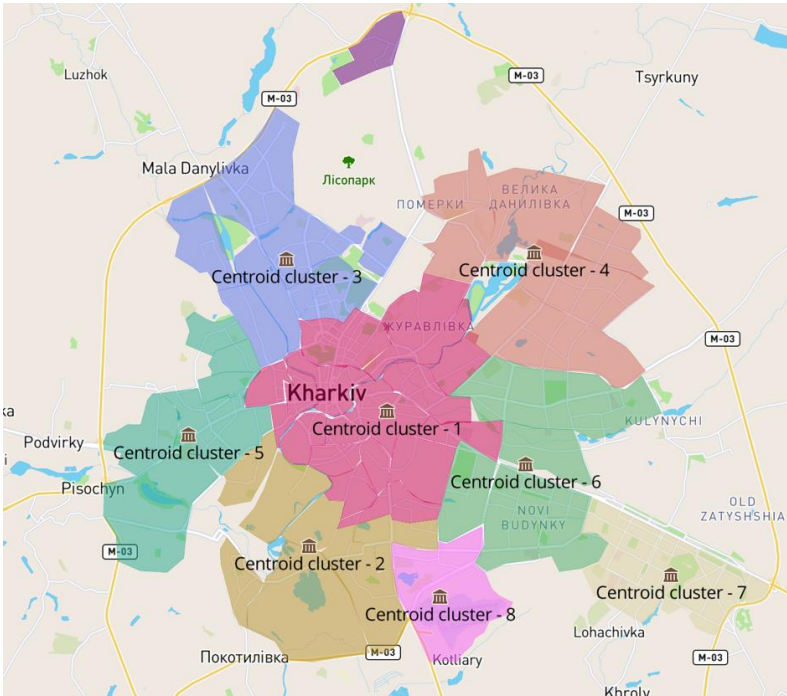 Luzhok
M-03
Tsyrkuny
M-03
Mala Danylivka
Лісопарк
ПОМЕРКИ
ВЕЛИКА
ДАНИЛІВКА
M-03
Centroid cluster - 3
Centroid cluster - 4
ЖУРАВЛІВКА
M-03
Kharkiv
ka
Centroid cluster - 1
KULYNYCHI
Podvirky
i
Centroid cluster - 5
Pisochyn
Centroid cluster - 6
NOVI
BUDYNKY
OLD
ZATYSHSHIA
M-03
Centroid cluster - 2
Centroid cluster - 7
Centroid cluster - 8
Lohachivka
Покотилівка
M-03
Kotliary
M-03
Khroly